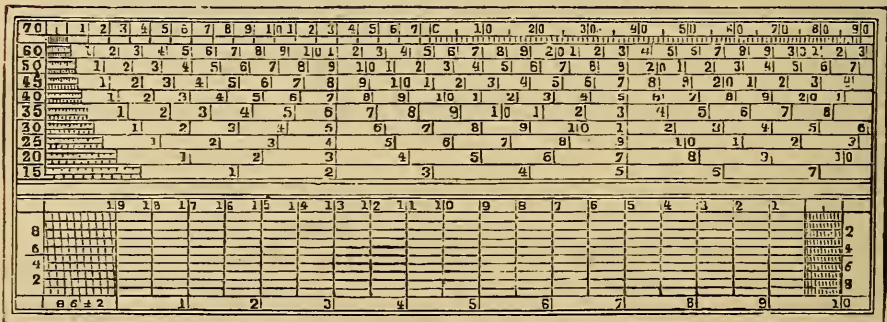 70 1 2 3 4 5 6 7 8 9 10 1 2 3 4 5 6 7 C 10 20 30 40 50 60 70 80 90
60 1 2 3 4 5 6 7 8 9 10 1 2 3 4 5 6 7 8 9 20 1 2 3 4 5 6 7 8 9 30 1 2 3
50 1 2 3 4 5 6 7 8 9 10 1 2 3 4 5 6 7 8 9 20 1 2 3 4 5 6 7
45 1 2 3 4 5 6 7 8 9 10 1 2 3 4 5 6 7 8 9 20 1 2 3 4
40 1 2 3 4 5 6 7 8 9 10 1 2 3 4 5 6 7 8 9 20 1
35 1 2 3 4 5 6 7 8 9 10 1 2 3 4 5 6 7 8
30 1 2 3 4 5 6 7 8 9 10 1 2 3 4 5 6
25 1 2 3 4 5 6 7 8 9 10 1 2 3
20 1 2 3 4 5 6 7 8 9 10
15 1 2 3 4 5 6 7
19 18 17 16 15 14 13 12 11 10 9 8 7 6 5 4 3 2 1
8 2
6 4
4 6
2 8
8 6 4 2 1 2 3 4 5 6 7 8 9 10